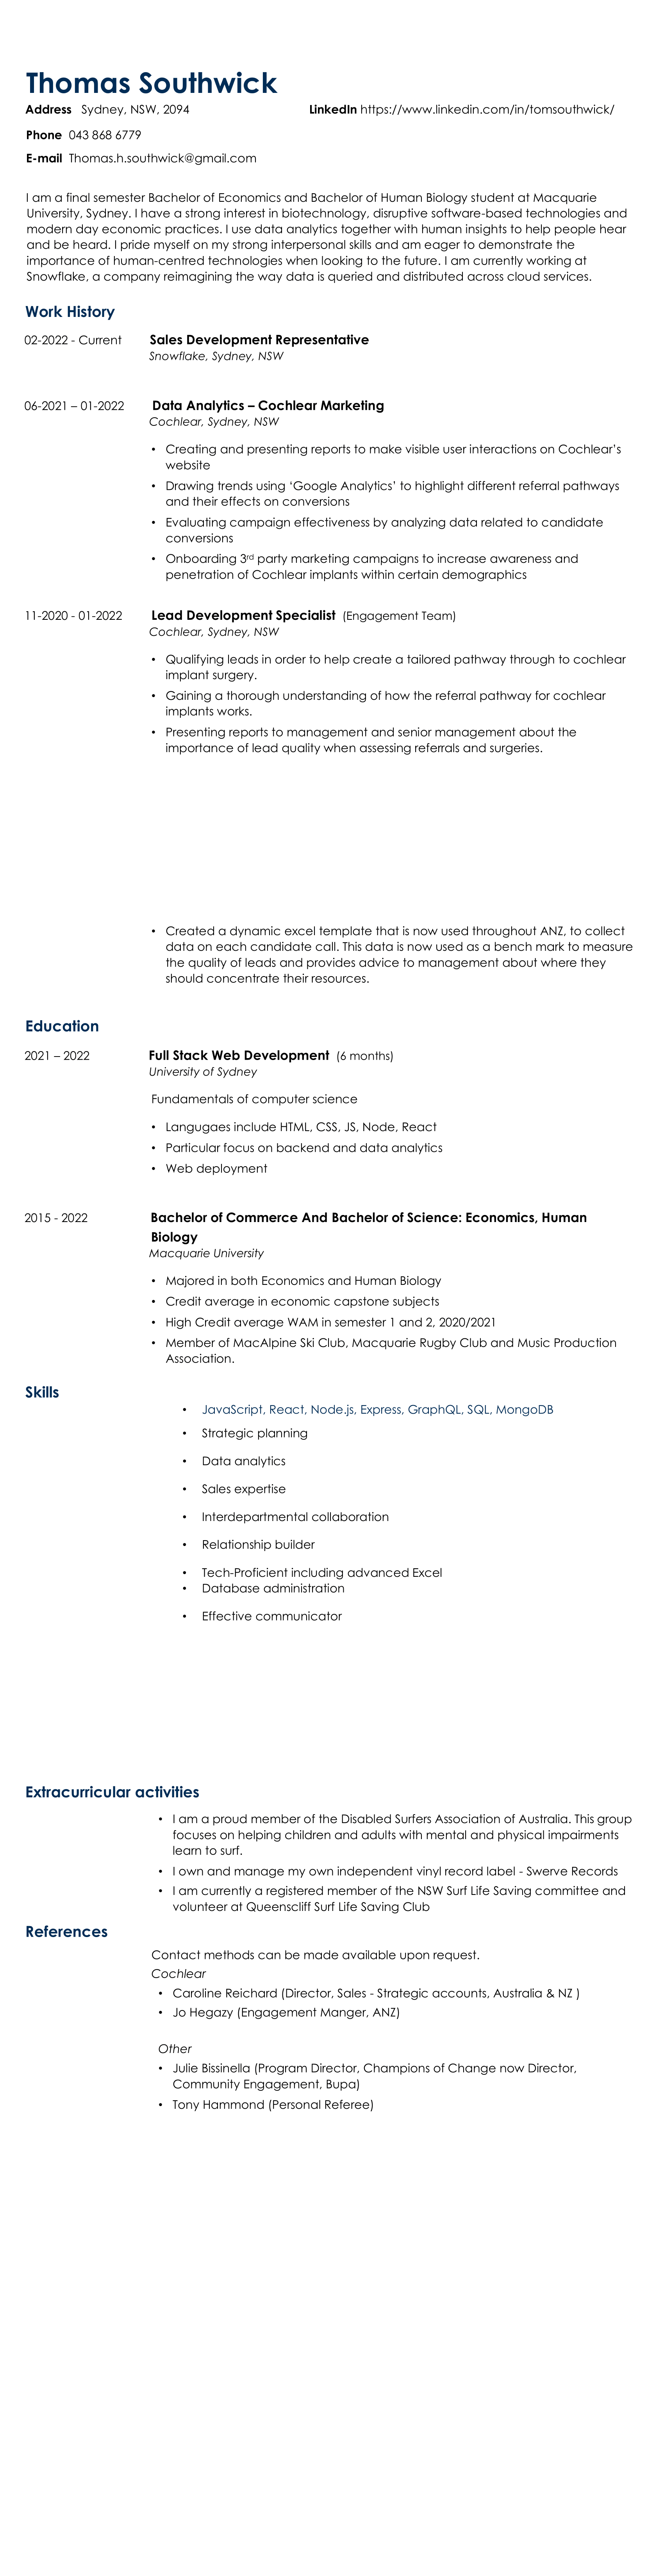 Thomas Southwick
Address Sydney, NSW, 2094 LinkedIn https://www.linkedin.com/in/tomsouthwick/
Phone 043 868 6779
E-mail Thomas.h.southwick@gmail.com
I am a final semester Bachelor of Economics and Bachelor of Human Biology student at Macquarie
University, Sydney. I have a strong interest in biotechnology, disruptive software-based technologies and
modern day economic practices. I use data analytics together with human insights to help people hear
and be heard. I pride myself on my strong interpersonal skills and am eager to demonstrate the
importance of human-centred technologies when looking to the future. I am currently working at
Snowflake, a company reimagining the way data is queried and distributed across cloud services.
Work History
02-2022 - Current Sales Development Representative
Snowflake, Sydney, NSW
06-2021 – 01-2022 Data Analytics – Cochlear Marketing
Cochlear, Sydney, NSW
• Creating and presenting reports to make visible user interactions on Cochlear's
website
• Drawing trends using 'Google Analytics' to highlight different referral pathways
and their effects on conversions
• Evaluating campaign effectiveness by analyzing data related to candidate
conversions
• Onboarding 3rd party marketing campaigns to increase awareness and
penetration of Cochlear implants within certain demographics
11-2020 - 01-2022 Lead Development Specialist (Engagement Team)
Cochlear, Sydney, NSW
• Qualifying leads in order to help create a tailored pathway through to cochlear
implant surgery.
• Gaining a thorough understanding of how the referral pathway for cochlear
implants works.
• Presenting reports to management and senior management about the
importance of lead quality when assessing referrals and surgeries.
• Created a dynamic excel template that is now used throughout ANZ, to collect
data on each candidate call. This data is now used as a bench mark to measure
the quality of leads and provides advice to management about where they
should concentrate their resources.
Education
2021 – 2022 Full Stack Web Development (6 months)
University of Sydney
Fundamentals of computer science
• Langugaes include HTML, CSS, JS, Node, React
• Particular focus on backend and data analytics
• Web deployment
2015 - 2022 Bachelor of Commerce And Bachelor of Science: Economics, Human
Biology
Macquarie University
• Majored in both Economics and Human Biology
• Credit average in economic capstone subjects
• High Credit average WAM in semester 1 and 2, 2020/2021
• Member of MacAlpine Ski Club, Macquarie Rugby Club and Music Production
Association.
Skills
• JavaScript, React, Node.js, Express, GraphQL, SQL, MongoDB
• Strategic planning
• Data analytics
• Sales expertise
• Interdepartmental collaboration
• Relationship builder
• Tech-Proficient including advanced Excel
• Database administration
• Effective communicator
Extracurricular activities
• I am a proud member of the Disabled Surfers Association of Australia. This group
focuses on helping children and adults with mental and physical impairments
learn to surf.
• I own and manage my own independent vinyl record label - Swerve Records
• I am currently a registered member of the NSW Surf Life Saving committee and
volunteer at Queenscliff Surf Life Saving Club
References
Contact methods can be made available upon request.
Cochlear
• Caroline Reichard (Director, Sales - Strategic accounts, Australia & NZ )
• Jo Hegazy (Engagement Manger, ANZ)
Other
• Julie Bissinella (Program Director, Champions of Change now Director,
Community Engagement, Bupa)
• Tony Hammond (Personal Referee)